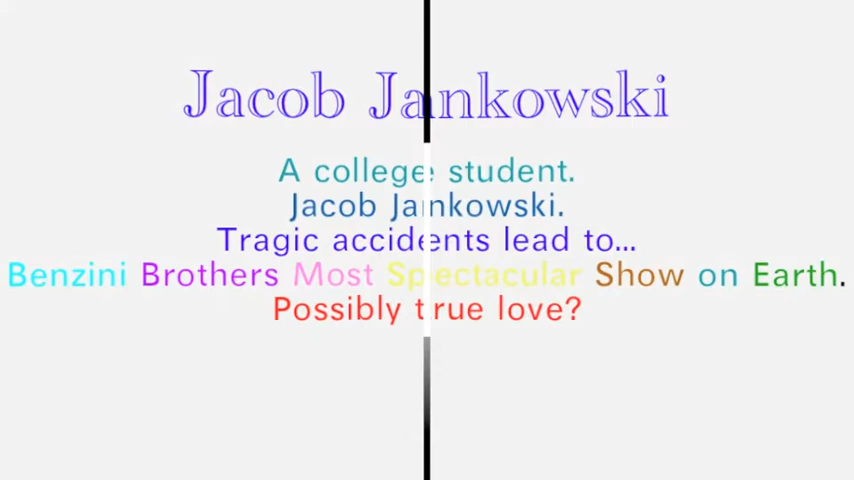 Jacob Jankowski
A college student.
Jacob Jankowski.
Tragic accidents lead to...
Benzini Brothers Most Spectacular Show on Earth.
Possibly true love?